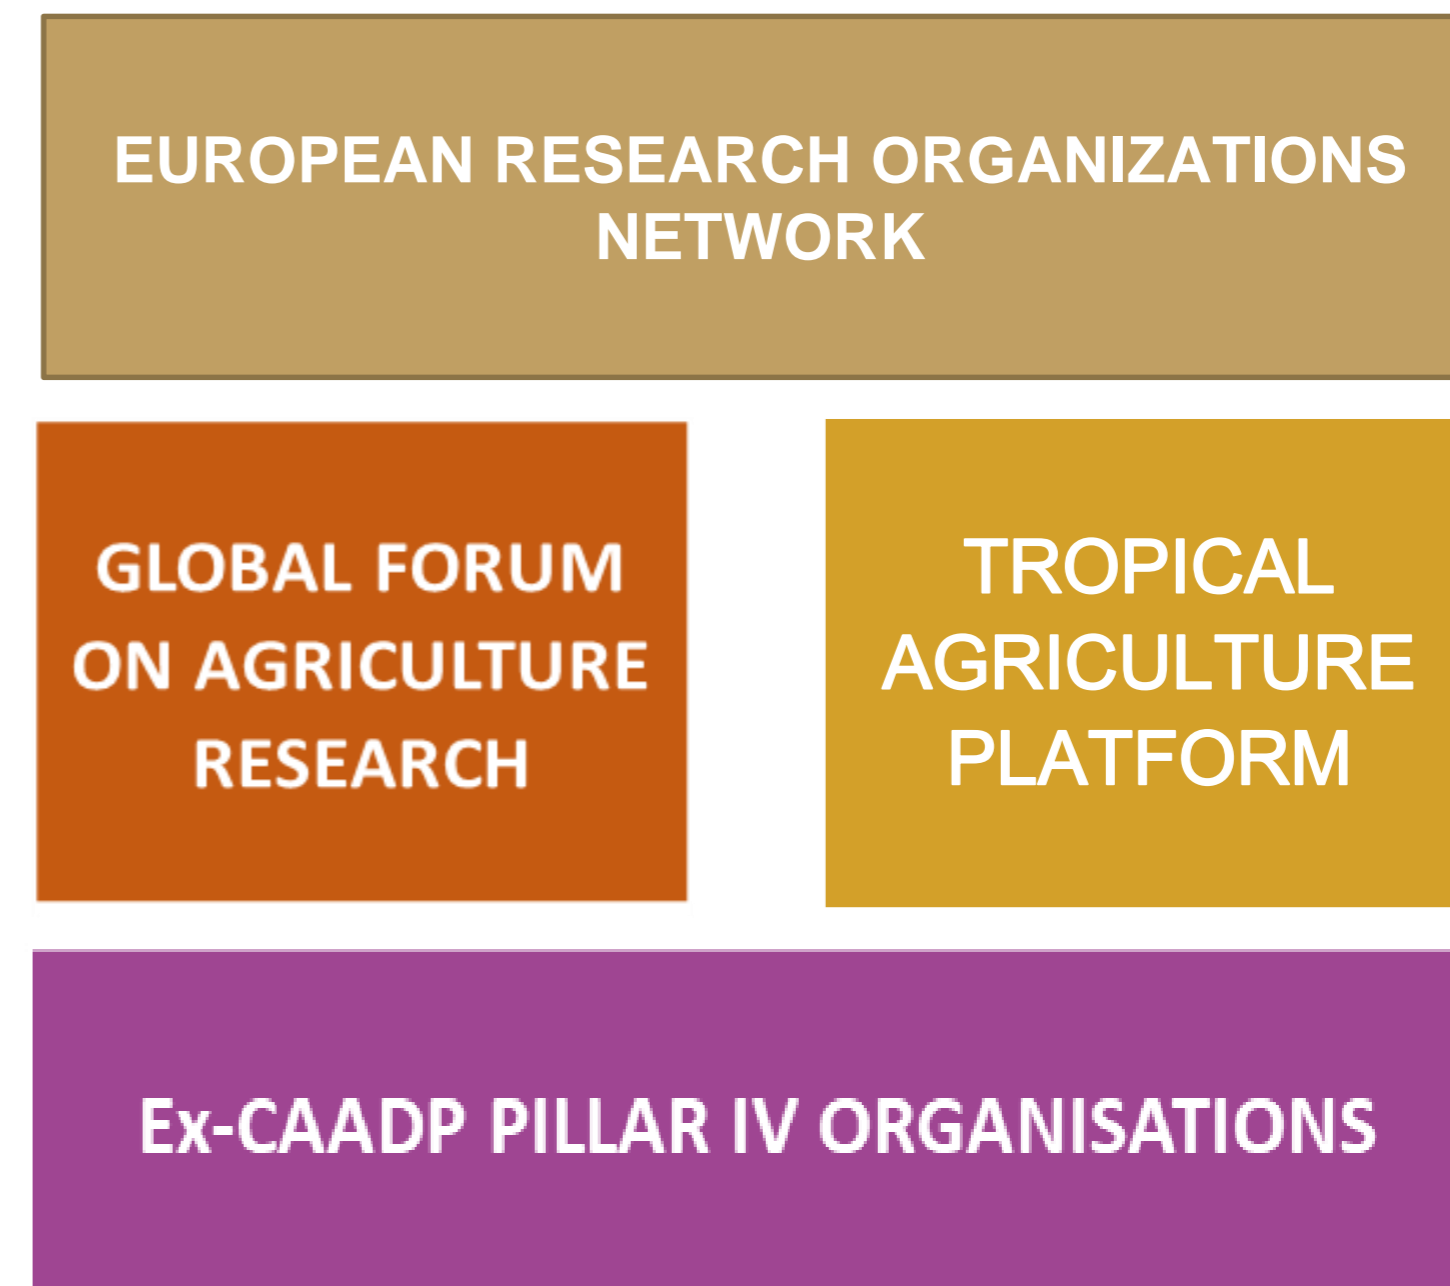 EUROPEAN RESEARCH ORGANIZATIONS
NETWORK
GLOBAL FORUM
ON AGRICULTURE
RESEARCH
TROPICAL
AGRICULTURE
PLATFORM
Ex-CAADP PILLAR IV ORGANISATIONS